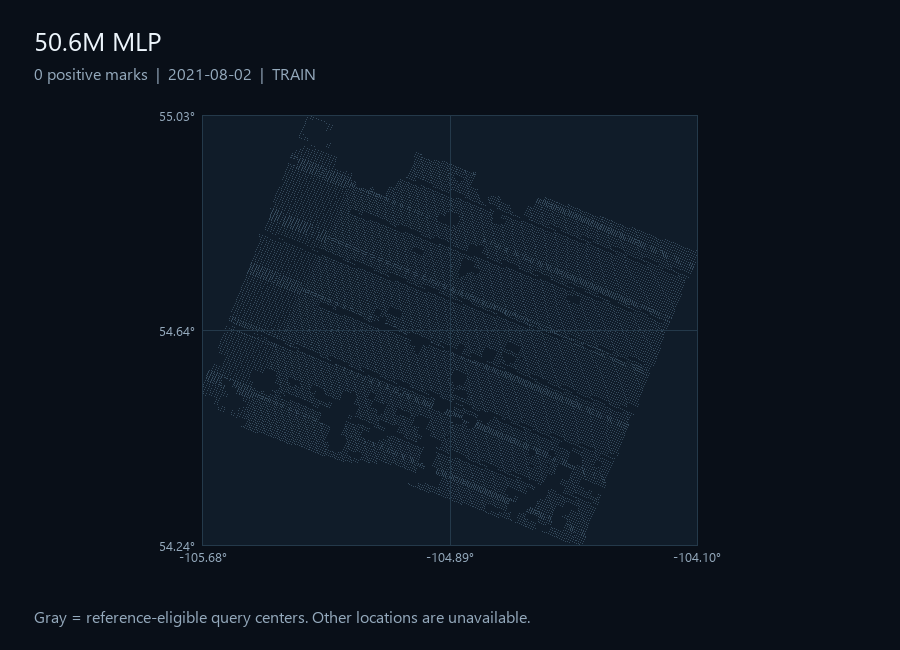 50.6M MLP
0 positive marks | 2021-08-02 | TRAIN
55.03°
54.64°
54.24°
-105.68°
-104.89°
-104.10°
Gray = reference-eligible query centers. Other locations are unavailable.